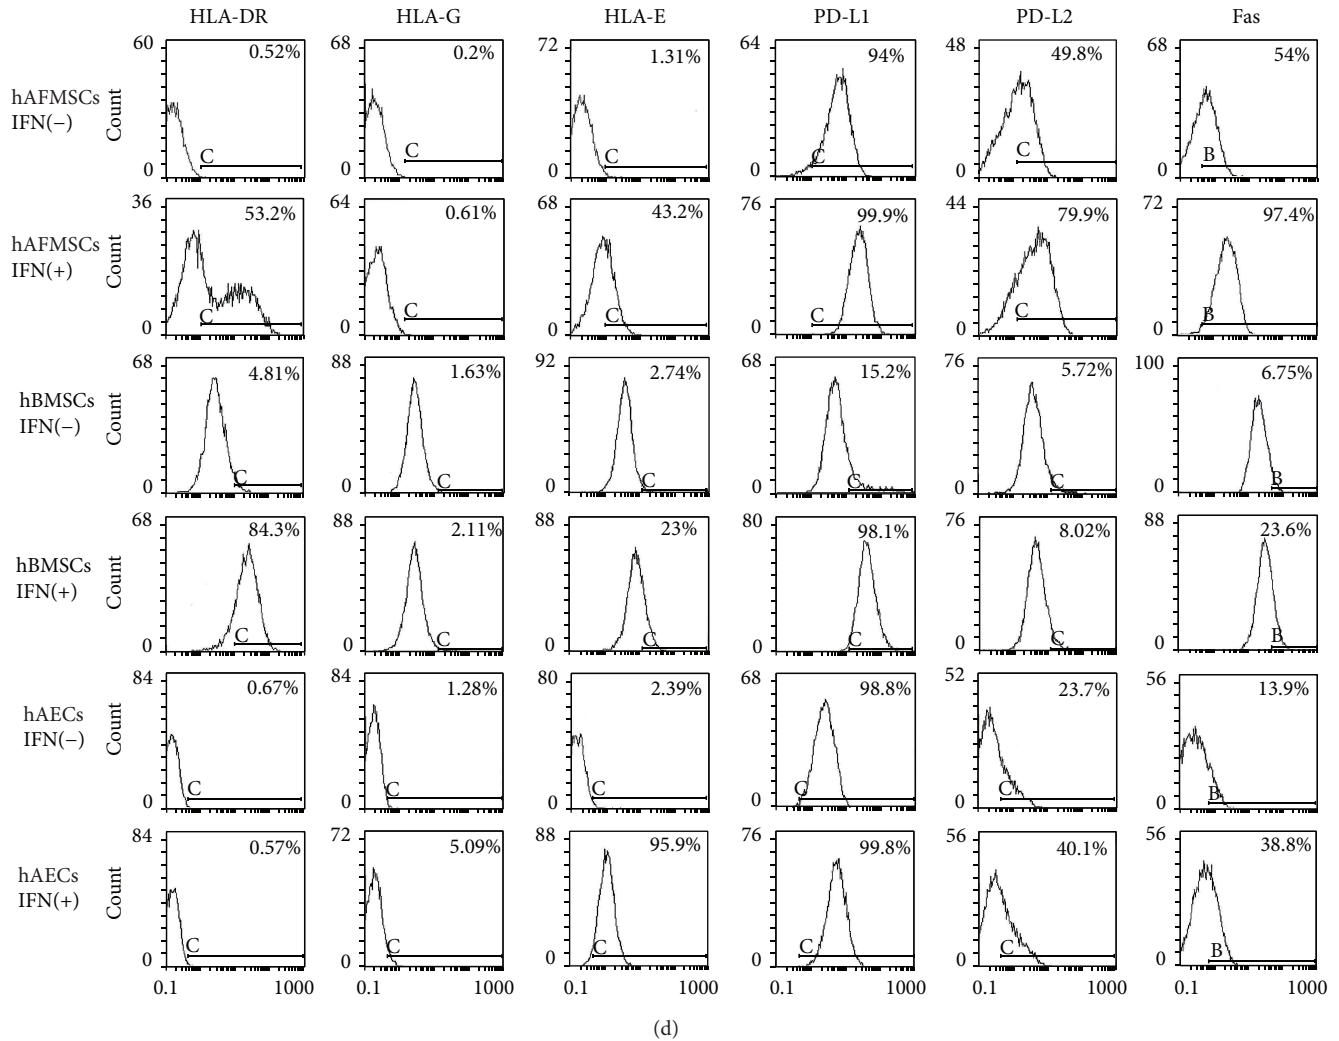 HLA-DR HLA-G HLA-E PD-L1 PD-L2 Fas
hAFMSCs
IFN(−)
Count
60 0.52% C 0
68 0.2% C 0
72 1.31% C 0
64 94% C 0
48 49.8% C 0
68 54% B 0
hAFMSCs
IFN(+)
Count
36 53.2% C 0
64 0.61% C 0
68 43.2% C 0
76 99.9% C 0
44 79.9% C 0
72 97.4% B 0
hBMSCs
IFN(−)
Count
68 4.81% C 0
88 1.63% C 0
92 2.74% C 0
68 15.2% C 0
76 5.72% C 0
100 6.75% B 0
hBMSCs
IFN(+)
Count
68 84.3% C 0
88 2.11% C 0
88 23% C 0
80 98.1% C 0
76 8.02% C 0
88 23.6% B 0
hAECs
IFN(−)
Count
84 0.67% C 0
84 1.28% C 0
80 2.39% C 0
68 98.8% C 0
52 23.7% C 0
56 13.9% B 0
hAECs
IFN(+)
Count
84 0.57% C 0
72 5.09% C 0
88 95.9% C 0
76 99.8% C 0
56 40.1% C 0
56 38.8% B 0
0.1 1000 0.1 1000 0.1 1000 0.1 1000 0.1 1000 0.1 1000
(d)